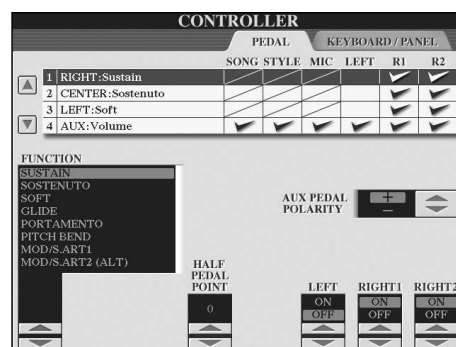 CONTROLLER
PEDAL KEYBOARD / PANEL
SONG STYLE MIC LEFT R1 R2
1 RIGHT:Sustain
2 CENTER:Sostenuto
3 LEFT:Soft
4 AUX:Volume
FUNCTION
SUSTAIN
SOSTENUTO
SOFT
GLIDE
PORTAMENTO
PITCH BEND
MOD/S.ART1
MOD/S.ART2 (ALT)
AUX PEDAL
POLARITY
+
−
HALF
PEDAL
POINT
0
LEFT RIGHT1 RIGHT2
ON ON ON
OFF OFF OFF